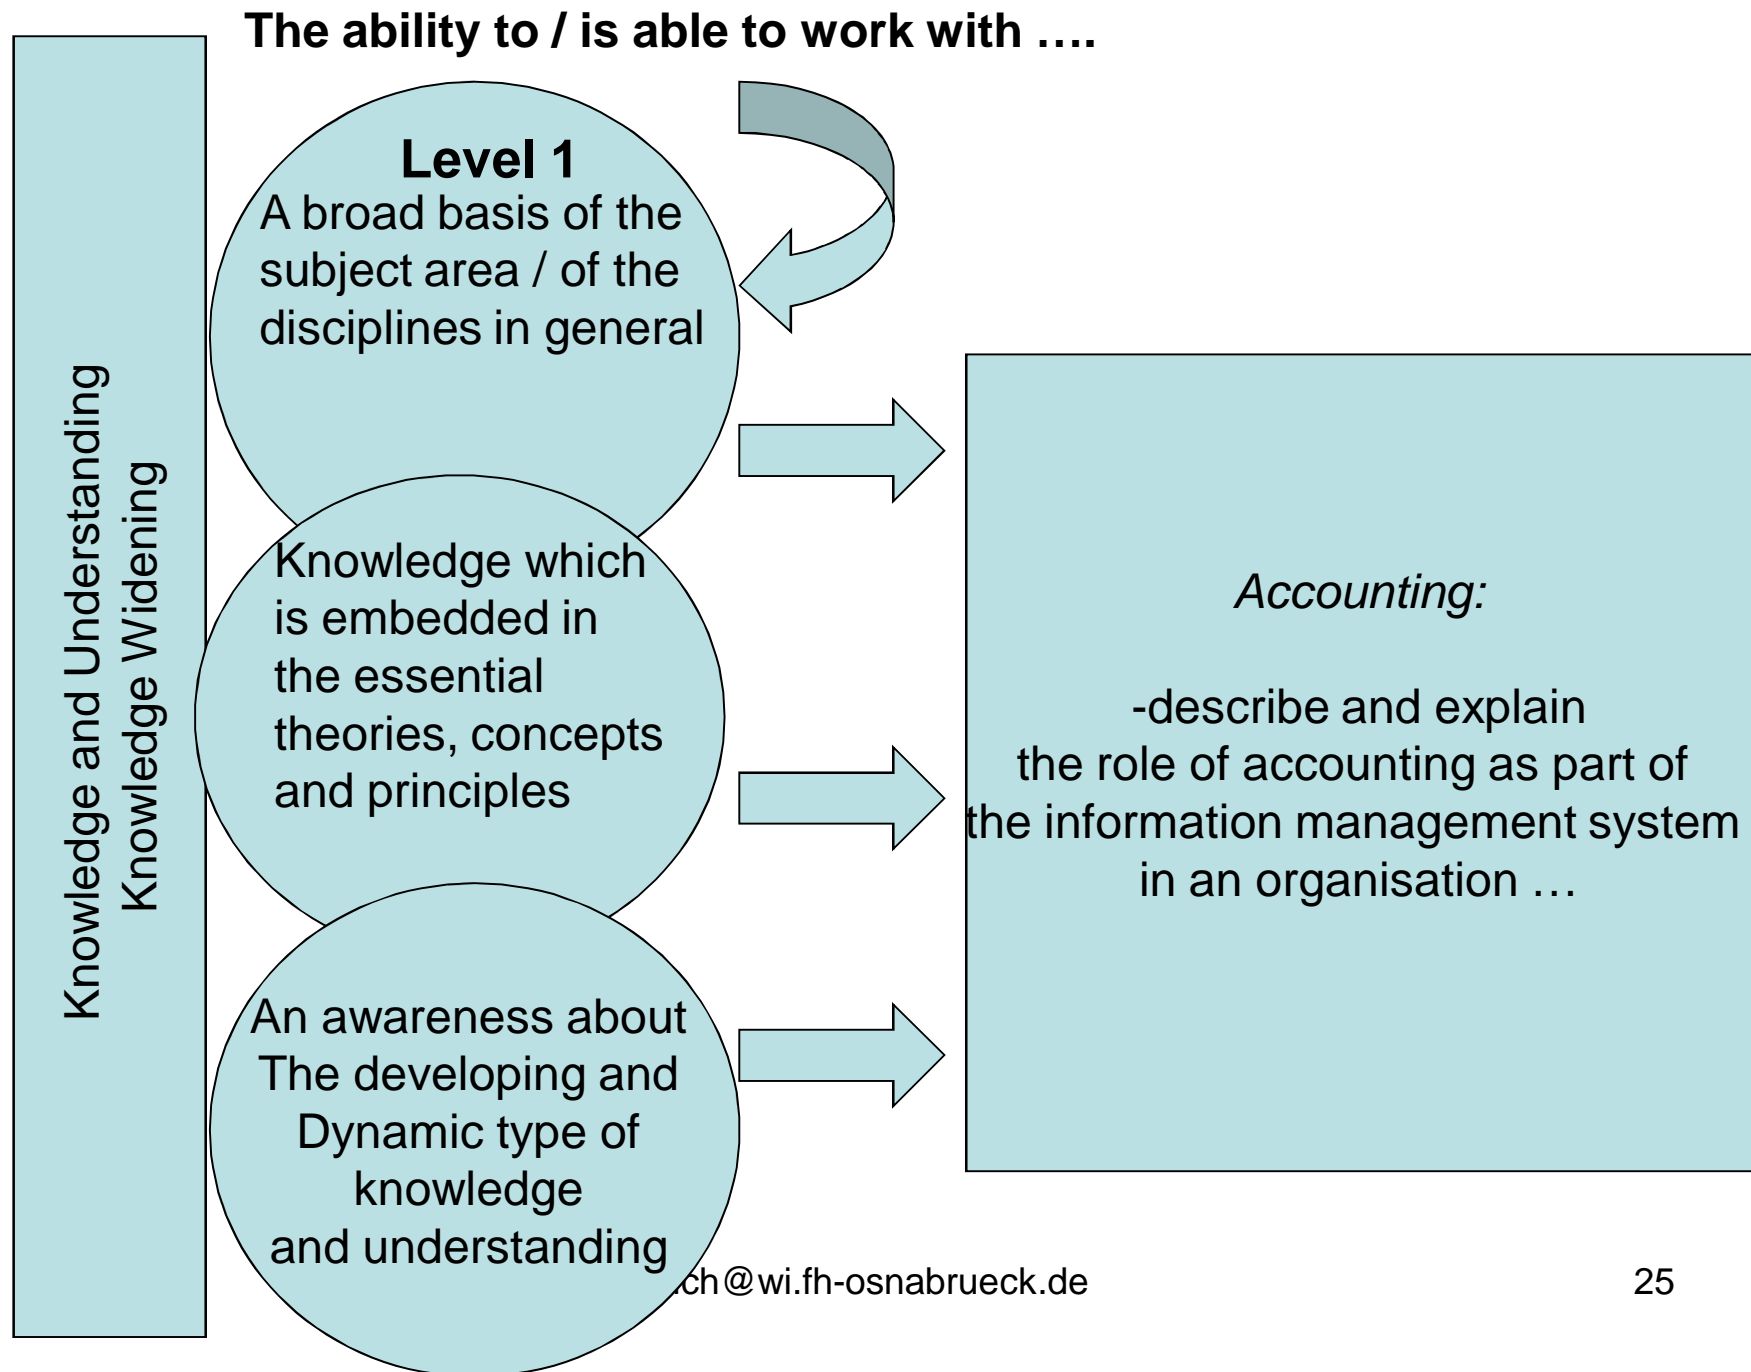 The ability to / is able to work with ....
Knowledge and Understanding
Knowledge Widening
Level 1
A broad basis of the
subject area / of the
disciplines in general
Knowledge which
is embedded in
the essential
theories, concepts
and principles
An awareness about
The developing and
Dynamic type of
knowledge
and understanding
Accounting:
-describe and explain
the role of accounting as part of
the information management system
in an organisation …
ch@wi.fh-osnabrueck.de
25